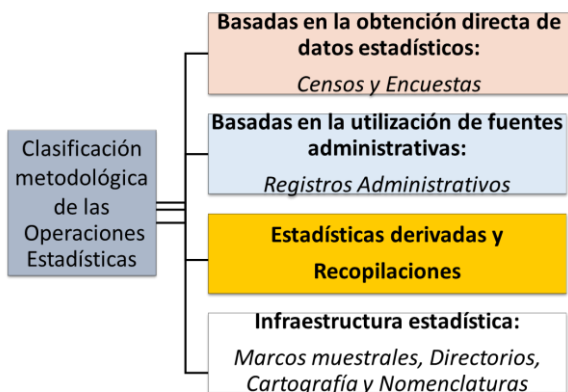 Clasificación
metodológica
de las
Operaciones
Estadísticas
Basadas en la obtención directa de
datos estadísticos:
Censos y Encuestas
Basadas en la utilización de fuentes
administrativas:
Registros Administrativos
Estadísticas derivadas y
Recopilaciones
Infraestructura estadística:
Marcos muestrales, Directorios,
Cartografía y Nomenclaturas